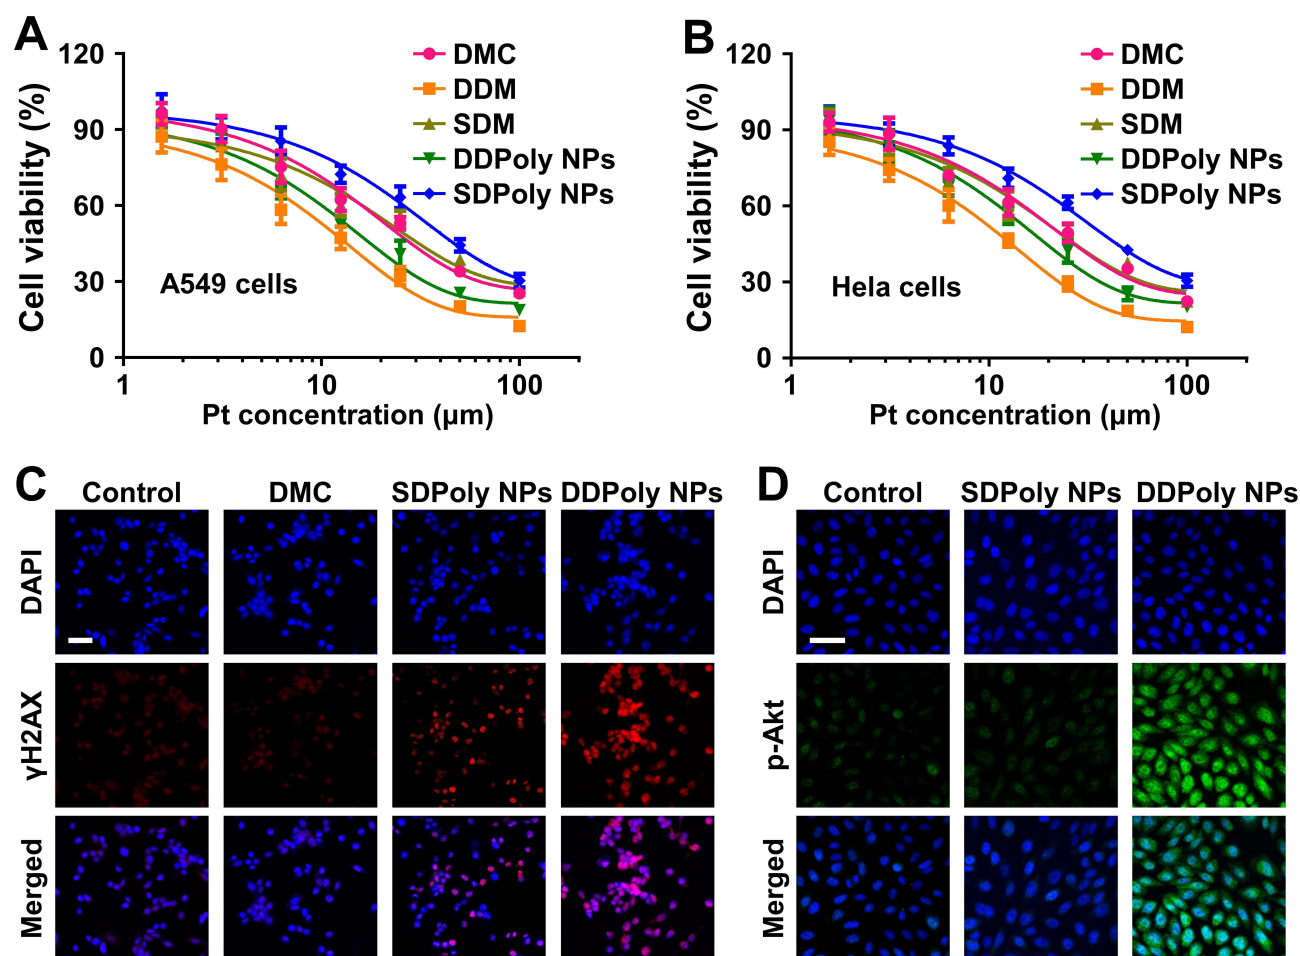 A
Cell viability (%)
120
90
60
30
0
1
10
100
Pt concentration (μm)
A549 cells
DMC
DDM
SDM
DDPoly NPs
SDPoly NPs
B
Cell viability (%)
120
90
60
30
0
1
10
100
Pt concentration (μm)
Hela cells
DMC
DDM
SDM
DDPoly NPs
SDPoly NPs
C
Control
DMC
SDPoly NPs
DDPoly NPs
DAPI
γH2AX
Merged
D
Control
SDPoly NPs
DDPoly NPs
DAPI
p-Akt
Merged